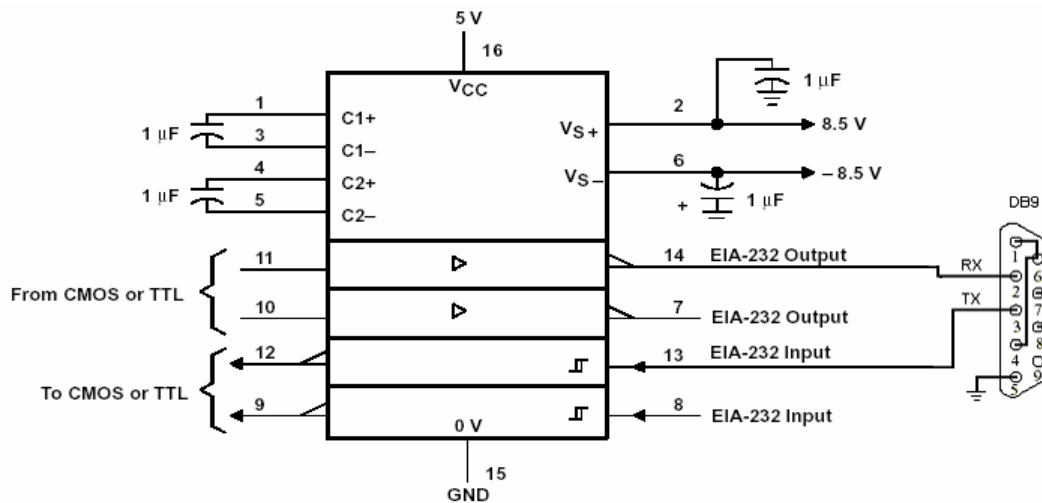 5 V
16
VCC
1 µF
1
C1+
3
C1–
1 µF
4
C2+
5
C2–
VS+
2
1 µF
8.5 V
VS–
6
– 8.5 V
+
1 µF
DB9
From CMOS or TTL
11
14
EIA-232 Output
RX
10
7
EIA-232 Output
TX
To CMOS or TTL
12
13
EIA-232 Input
9
8
EIA-232 Input
0 V
15
GND
1
6
2
7
3
8
4
9
5